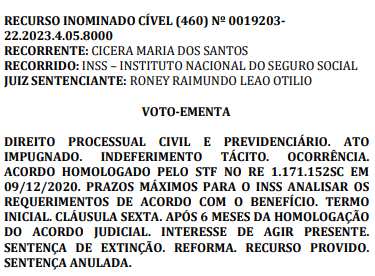 RECURSO INOMINADO CÍVEL (460) Nº 0019203-
22.2023.4.05.8000
RECORRENTE: CICERA MARIA DOS SANTOS
RECORRIDO: INSS – INSTITUTO NACIONAL DO SEGURO SOCIAL
JUIZ SENTENCIANTE: RONEY RAIMUNDO LEAO OTILIO
VOTO-EMENTA
DIREITO PROCESSUAL CIVIL E PREVIDENCIÁRIO. ATO
IMPUGNADO. INDEFERIMENTO TÁCITO. OCORRÊNCIA.
ACORDO HOMOLOGADO PELO STF NO RE 1.171.152SC EM
09/12/2020. PRAZOS MÁXIMOS PARA O INSS ANALISAR OS
REQUERIMENTOS DE ACORDO COM O BENEFÍCIO. TERMO
INICIAL. CLÁUSULA SEXTA. APÓS 6 MESES DA HOMOLOGAÇÃO
DO ACORDO JUDICIAL. INTERESSE DE AGIR PRESENTE.
SENTENÇA DE EXTINÇÃO. REFORMA. RECURSO PROVIDO.
SENTENÇA ANULADA.